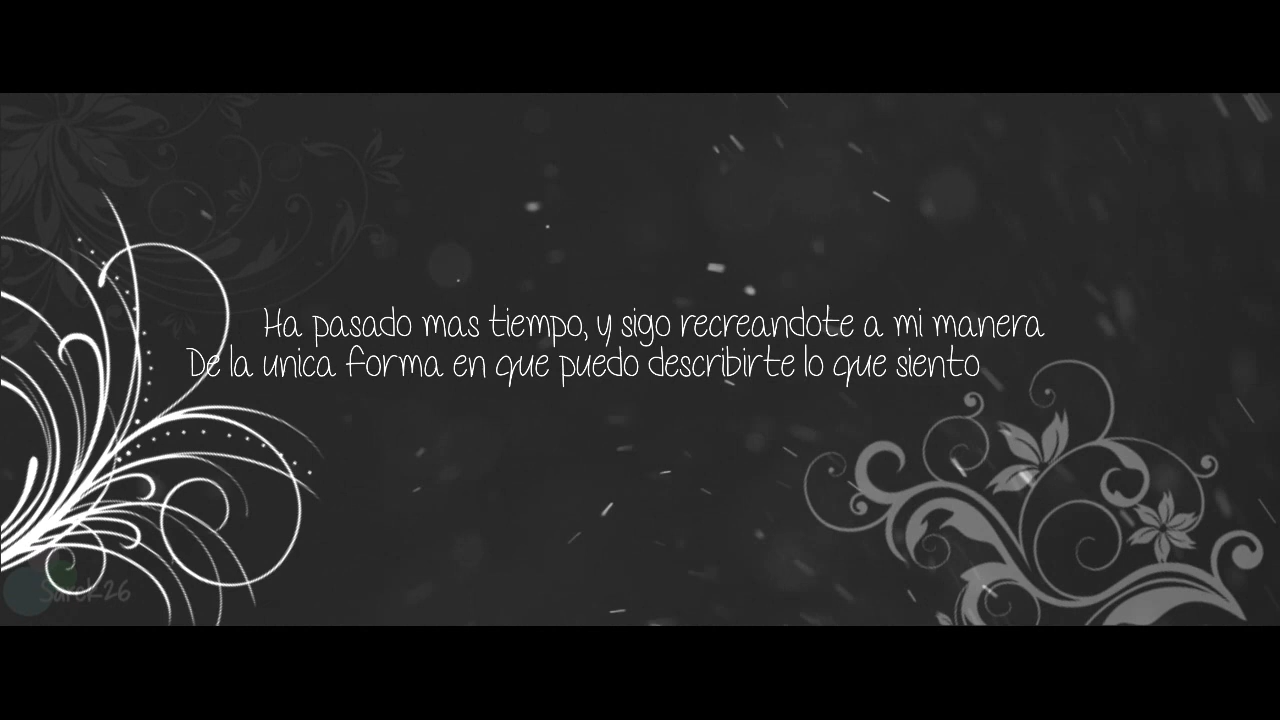 Ha pasado mas tiempo, y sigo recreandote a mi manera
De la unica forma en que puedo describirte lo que siento
Sarek26